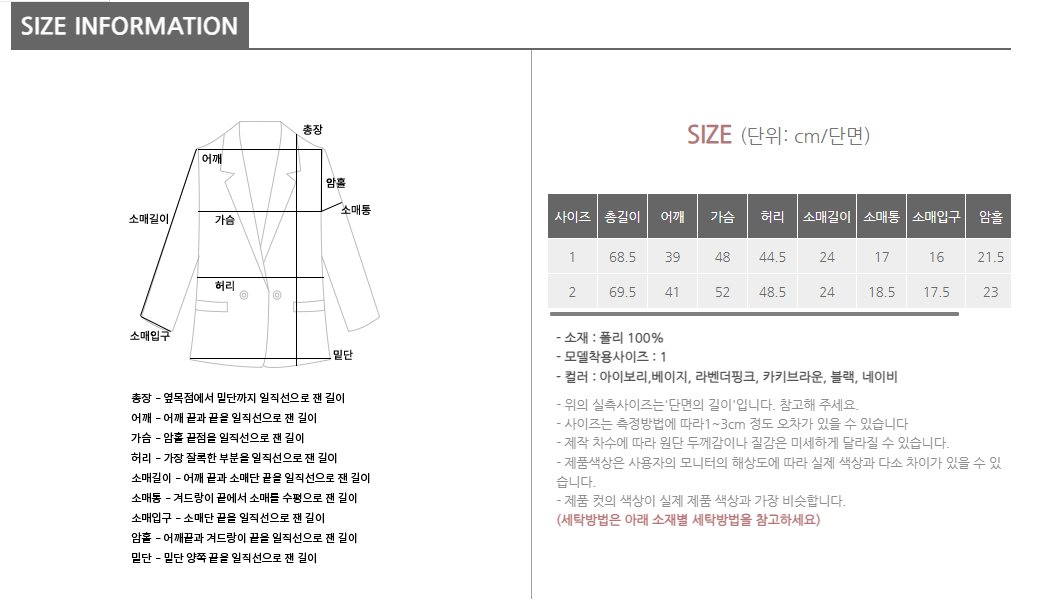 SIZE INFORMATION
총장
어깨
암홀
소매통
소매길이
가슴
허리
소매입구
밑단
총장 - 옆목점에서 밑단까지 일직선으로 잰 길이
어깨 - 어깨 끝과 끝을 일직선으로 잰 길이
가슴 - 암홀 끝점을 일직선으로 잰 길이
허리 - 가장 잘록한 부분을 일직선으로 잰 길이
소매길이 - 어깨 끝과 소매단 끝을 일직선으로 잰 길이
소매통 - 겨드랑이 끝에서 소매를 수평으로 잰 길이
소매입구 - 소매단 끝을 일직선으로 잰 길이
암홀 - 어깨끝과 겨드랑이 끝을 일직선으로 잰 길이
밑단 - 밑단 양쪽 끝을 일직선으로 잰 길이
SIZE (단위: cm/단면)
사이즈 총길이 어깨 가슴 허리 소매길이 소매통 소매입구 암홀
1 68.5 39 48 44.5 24 17 16 21.5
2 69.5 41 52 48.5 24 18.5 17.5 23
- 소재 : 폴리 100%
- 모델착용사이즈 : 1
- 컬러 : 아이보리,베이지, 라벤더핑크, 카키브라운, 블랙, 네이비
- 위의 실측사이즈는'단면의 길이'입니다. 참고해 주세요.
- 사이즈는 측정방법에 따라1~3cm 정도 오차가 있을 수 있습니다
- 제작 차수에 따라 원단 두께감이나 질감은 미세하게 달라질 수 있습니다.
- 제품색상은 사용자의 모니터의 해상도에 따라 실제 색상과 다소 차이가 있을 수 있
습니다.
- 제품 컷의 색상이 실제 제품 색상과 가장 비슷합니다.
(세탁방법은 아래 소재별 세탁방법을 참고하세요)